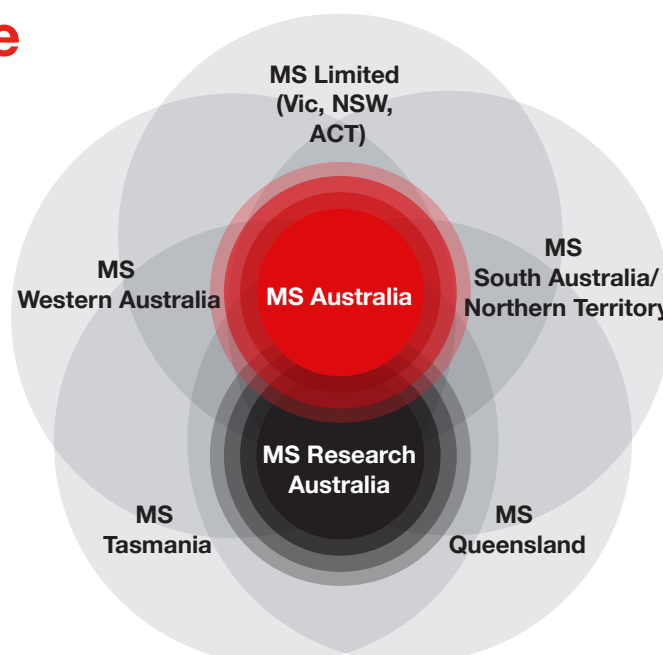 e
MS Limited
(Vic, NSW,
ACT)
MS
Western Australia
MS Australia
MS
South Australia/
Northern Territory
MS Research
Australia
MS
Tasmania
MS
Queensland